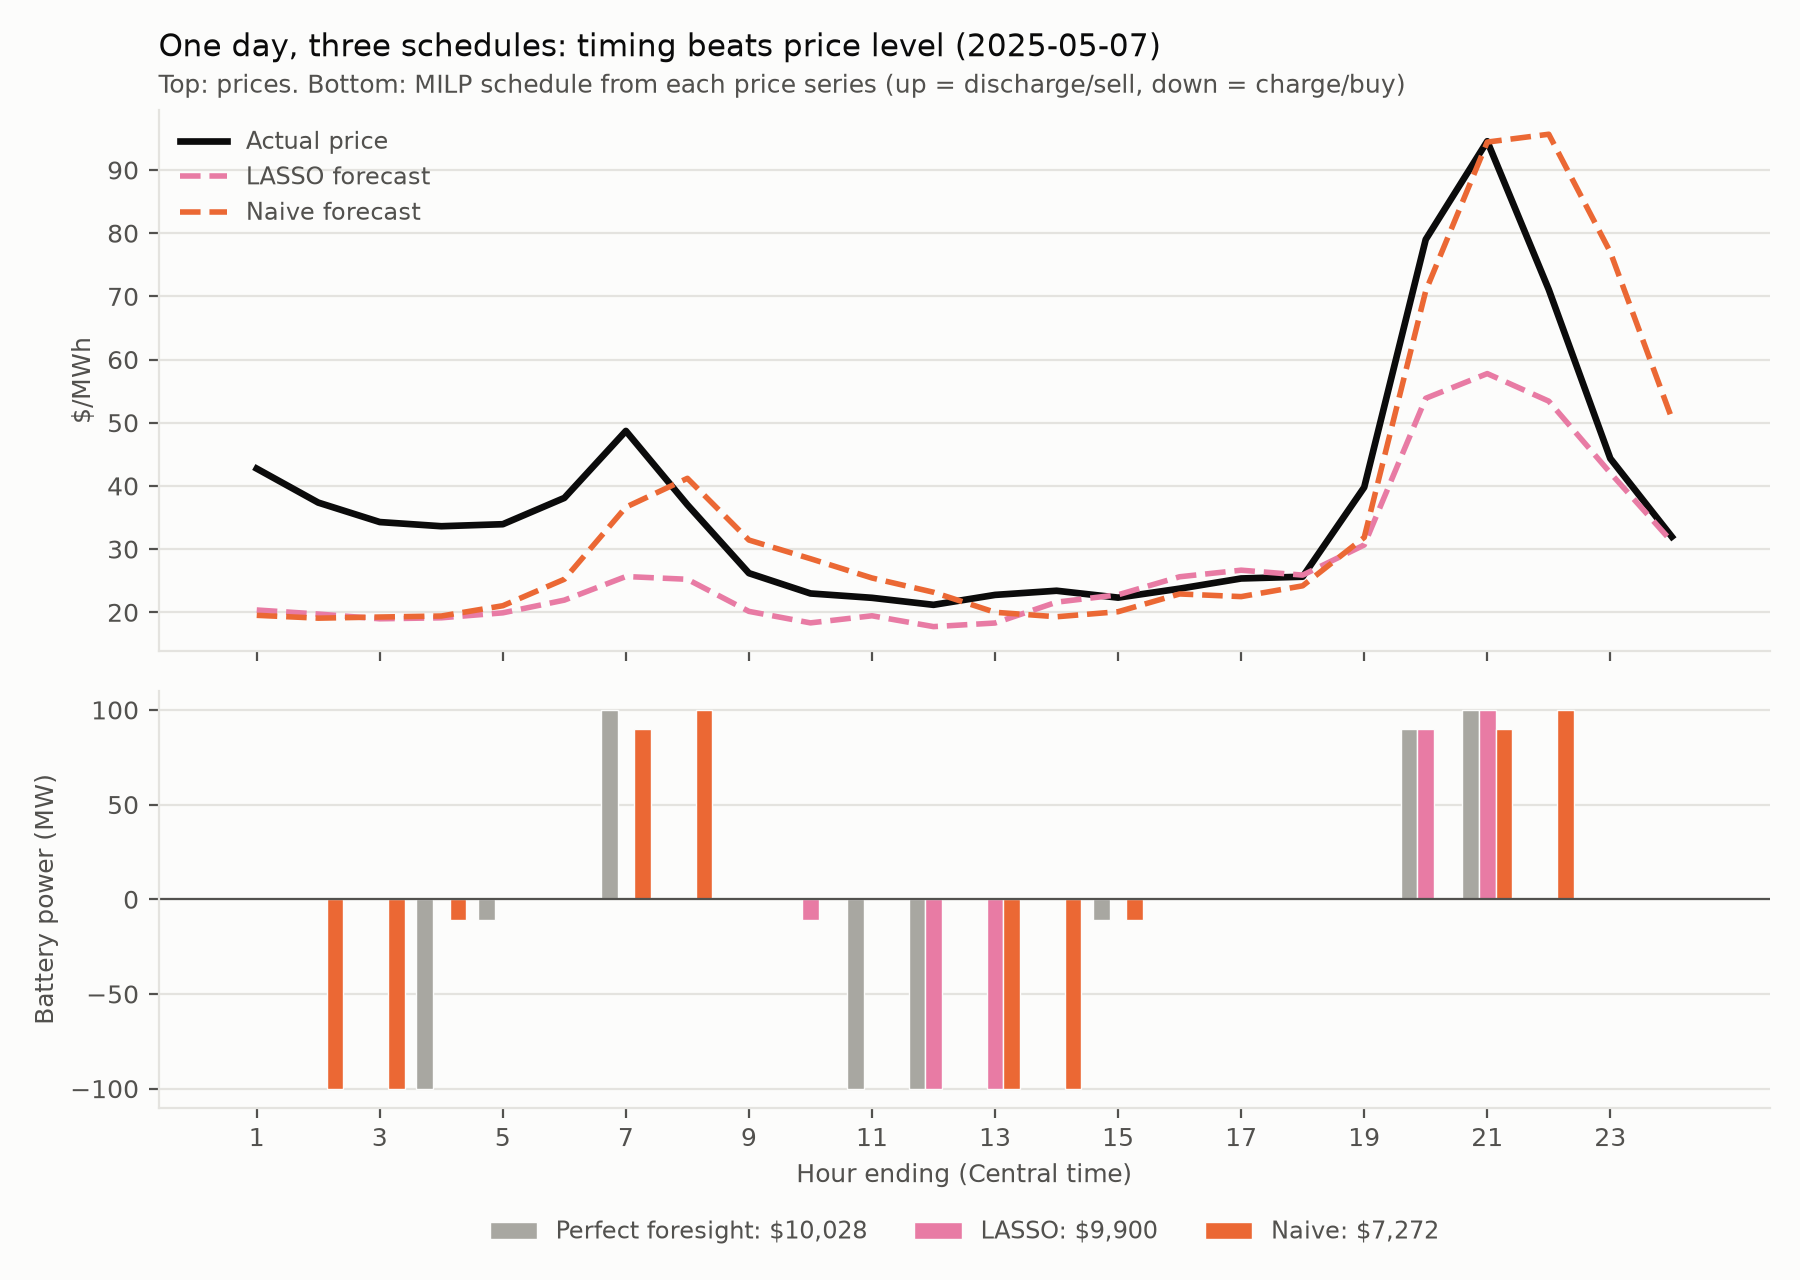 One day, three schedules: timing beats price level (2025-05-07)
Top: prices. Bottom: MILP schedule from each price series (up = discharge/sell, down = charge/buy)
Actual price
LASSO forecast
Naive forecast
$/MWh
90
80
70
60
50
40
30
20
Battery power (MW)
100
50
0
−50
−100
1 3 5 7 9 11 13 15 17 19 21 23
Hour ending (Central time)
Perfect foresight: $10,028 LASSO: $9,900 Naive: $7,272